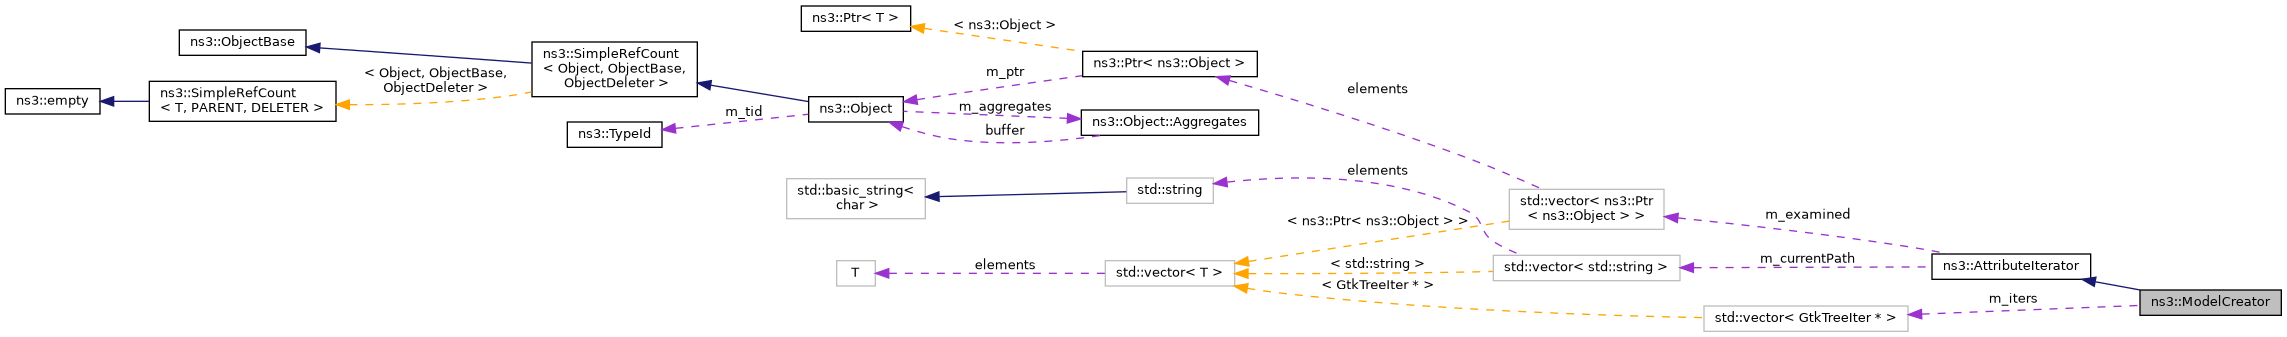 ns3::Ptr< T >
< ns3::Object >
ns3::ObjectBase
ns3::SimpleRefCount
< Object, ObjectBase,
ObjectDeleter >
ns3::Ptr< ns3::Object >
< Object, ObjectBase,
ObjectDeleter >
m_ptr
elements
ns3::empty
ns3::SimpleRefCount
< T, PARENT, DELETER >
ns3::Object
m_aggregates
m_tid
ns3::Object::Aggregates
ns3::TypeId
buffer
elements
std::basic_string<
char >
std::string
std::vector< ns3::Ptr
< ns3::Object > >
< ns3::Ptr< ns3::Object > >
m_examined
T
elements
std::vector< T >
< std::string >
std::vector< std::string >
m_currentPath
ns3::AttributeIterator
< GtkTreeIter * >
m_iters
ns3::ModelCreator
std::vector< GtkTreeIter * >